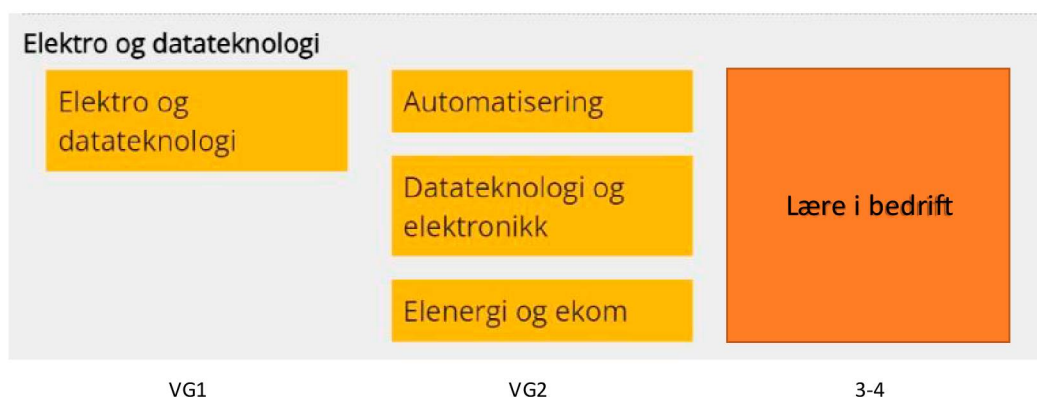 Elektro og datateknologi
Elektro og
datateknologi
Automatisering
Datateknologi og
elektronikk
Elenergi og ekom
Lære i bedrift
VG1
VG2
3-4